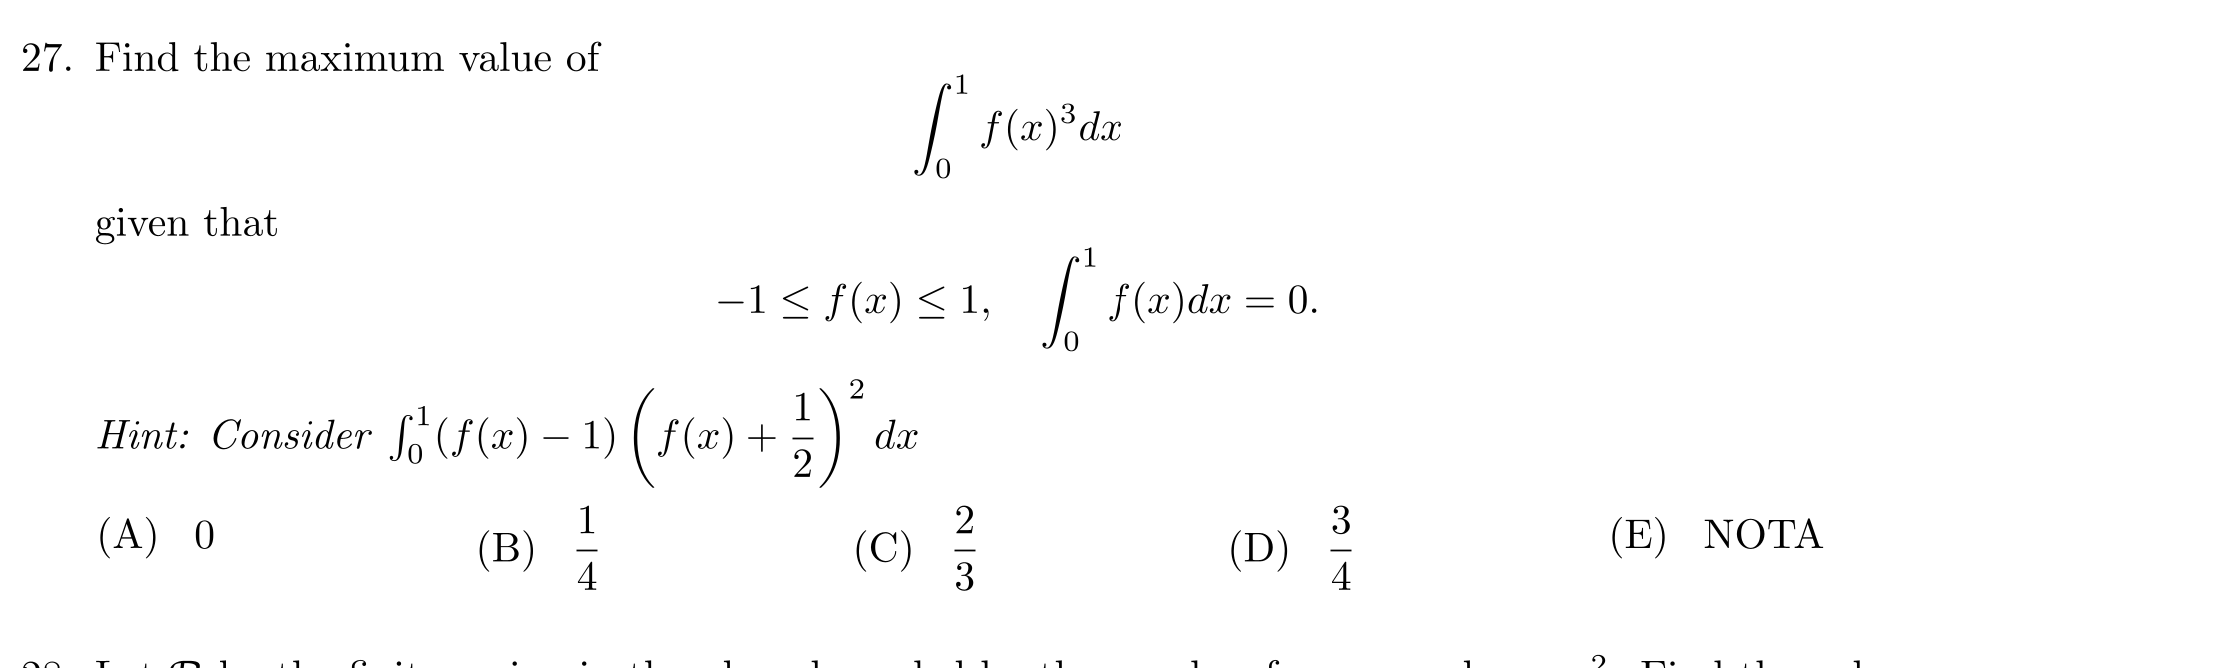 27. Find the maximum value of
∫₀¹ f(x)³dx
given that
−1 ≤ f(x) ≤ 1, ∫₀¹ f(x)dx = 0.
Hint: Consider ∫₀¹(f(x) − 1)(f(x) + 1/2)² dx
(A) 0 (B) 1/4 (C) 2/3 (D) 3/4 (E) NOTA